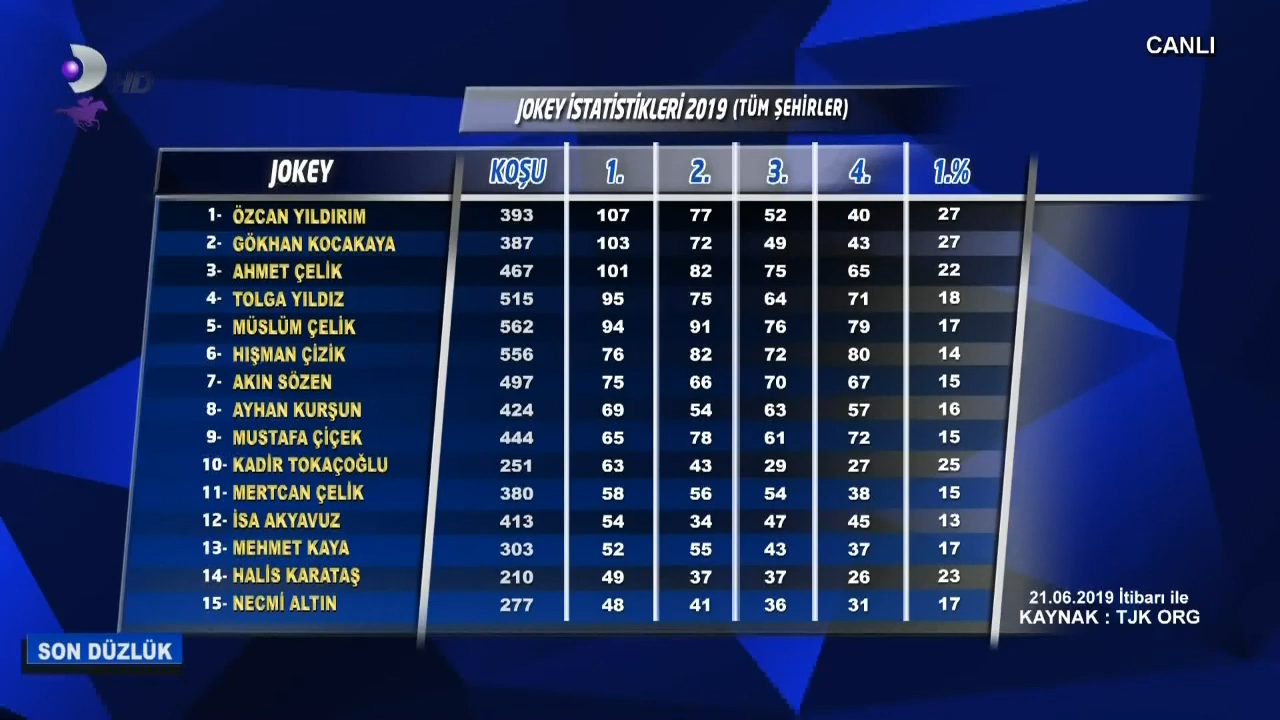 CANLI
HD
JOKEY İSTATİSTİKLERİ 2019 (TÜM ŞEHİRLER)
JOKEY KOŞU 1. 2. 3. 4. 1.%
1- ÖZCAN YILDIRIM 393 107 77 52 40 27
2- GÖKHAN KOCAKAYA 387 103 72 49 43 27
3- AHMET ÇELİK 467 101 82 75 65 22
4- TOLGA YILDIZ 515 95 75 64 71 18
5- MÜSLÜM ÇELİK 562 94 91 76 79 17
6- HIŞMAN ÇİZİK 556 76 82 72 80 14
7- AKIN SÖZEN 497 75 66 70 67 15
8- AYHAN KURŞUN 424 69 54 63 57 16
9- MUSTAFA ÇİÇEK 444 65 78 61 72 15
10- KADİR TOKAÇOĞLU 251 63 43 29 27 25
11- MERTCAN ÇELİK 380 58 56 54 38 15
12- İSA AKYAVUZ 413 54 34 47 45 13
13- MEHMET KAYA 303 52 55 43 37 17
14- HALİS KARATAŞ 210 49 37 37 26 23
15- NECMİ ALTIN 277 48 41 36 31 17
21.06.2019 İtibarı ile
KAYNAK : TJK ORG
SON DÜZLÜK